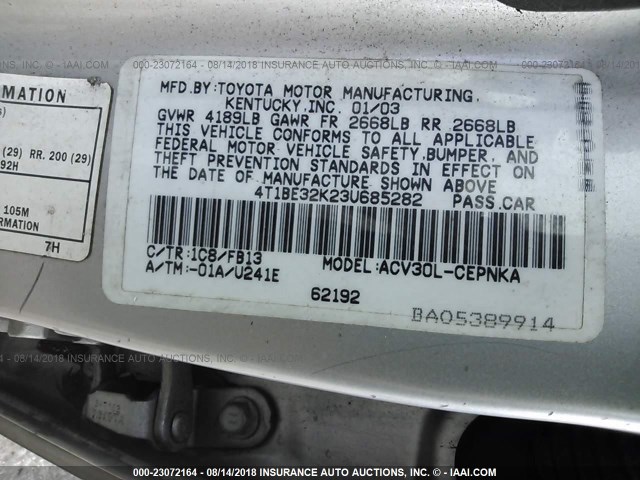 000-23072164 - 08/14/2018 INSURANCE AUTO AUCTIONS, CORP. © - IAAI.COM
MFD.BY:TOYOTA MOTOR MANUFACTURING,
KENTUCKY,INC. 01/03
GVWR 4189LB GAWR FR 2668LB RR 2668LB
THIS VEHICLE CONFORMS TO ALL APPLICABLE
FEDERAL MOTOR VEHICLE SAFETY,BUMPER, AND
THEFT PREVENTION STANDARDS IN EFFECT ON
THE DATE OF MANUFACTURE SHOWN ABOVE
4T1BE32K23U685282 PASS.CAR
C/TR:1C8/FB13 MODEL:ACV30L-CEPNKA
A/TM:-01A/U241E
62192
BA05389914
RMATION
(29) RR. 200 (29)
92H
105M
7H
000-23072164 - 08/14/2018 INSURANCE AUTO AUCTIONS, CORP. © - IAAI.COM